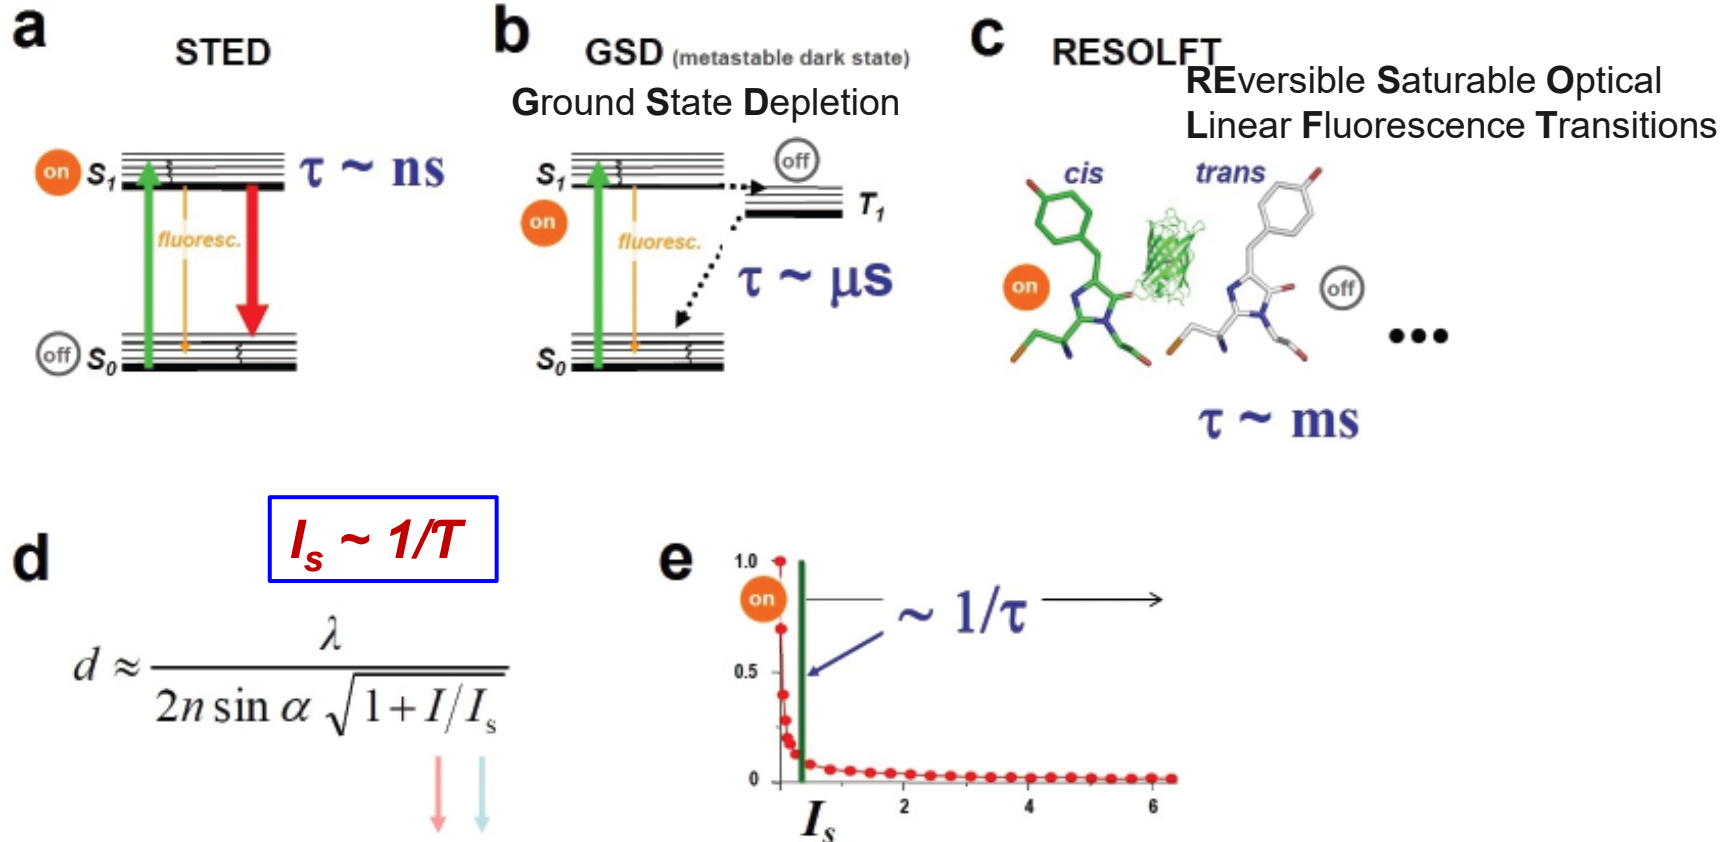 a
STED
on
S1
τ ~ ns
fluoresc.
off
S0
b
GSD (metastable dark state)
Ground State Depletion
off
S1
T1
on
fluoresc.
τ ~ μs
S0
c
RESOLFT
REversible Saturable Optical
Linear Fluorescence Transitions
cis
trans
on
off
•••
τ ~ ms
d
Is ~ 1/T
d ≈ λ / (2n sin α √(1 + I/Is))
e
1.0
on
~ 1/τ
0.5
0
2
4
6
Is